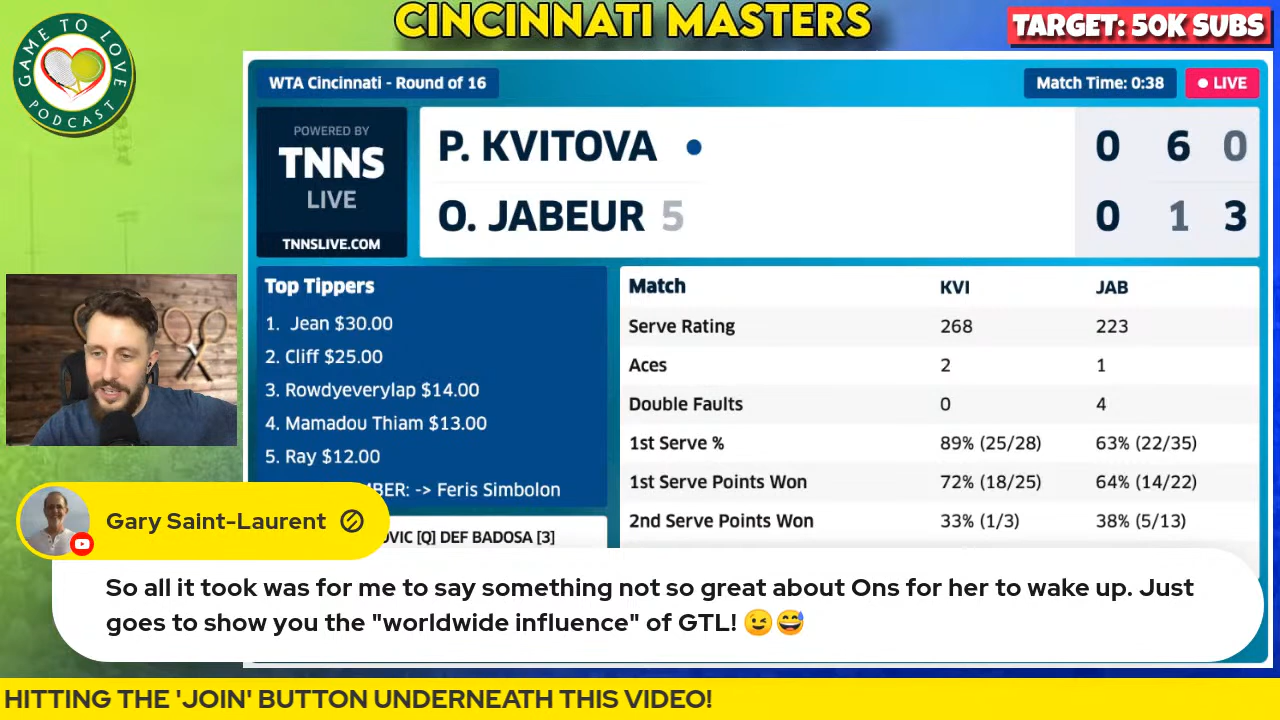 GAME TO LOVE
PODCAST
CINCINNATI MASTERS
TARGET: 50K SUBS
WTA Cincinnati - Round of 16
Match Time: 0:38
LIVE
POWERED BY
TNNS
LIVE
TNNSLIVE.COM
P. KVITOVA 0 6 0
O. JABEUR 5 0 1 3
Top Tippers
1. Jean $30.00
2. Cliff $25.00
3. Rowdyeverylap $14.00
4. Mamadou Thiam $13.00
5. Ray $12.00
BER: -> Feris Simbolon
OVIC [Q] DEF BADOSA [3]
Match KVI JAB
Serve Rating 268 223
Aces 2 1
Double Faults 0 4
1st Serve % 89% (25/28) 63% (22/35)
1st Serve Points Won 72% (18/25) 64% (14/22)
2nd Serve Points Won 33% (1/3) 38% (5/13)
Gary Saint-Laurent
So all it took was for me to say something not so great about Ons for her to wake up. Just
goes to show you the "worldwide influence" of GTL! 😉😅
HITTING THE 'JOIN' BUTTON UNDERNEATH THIS VIDEO!